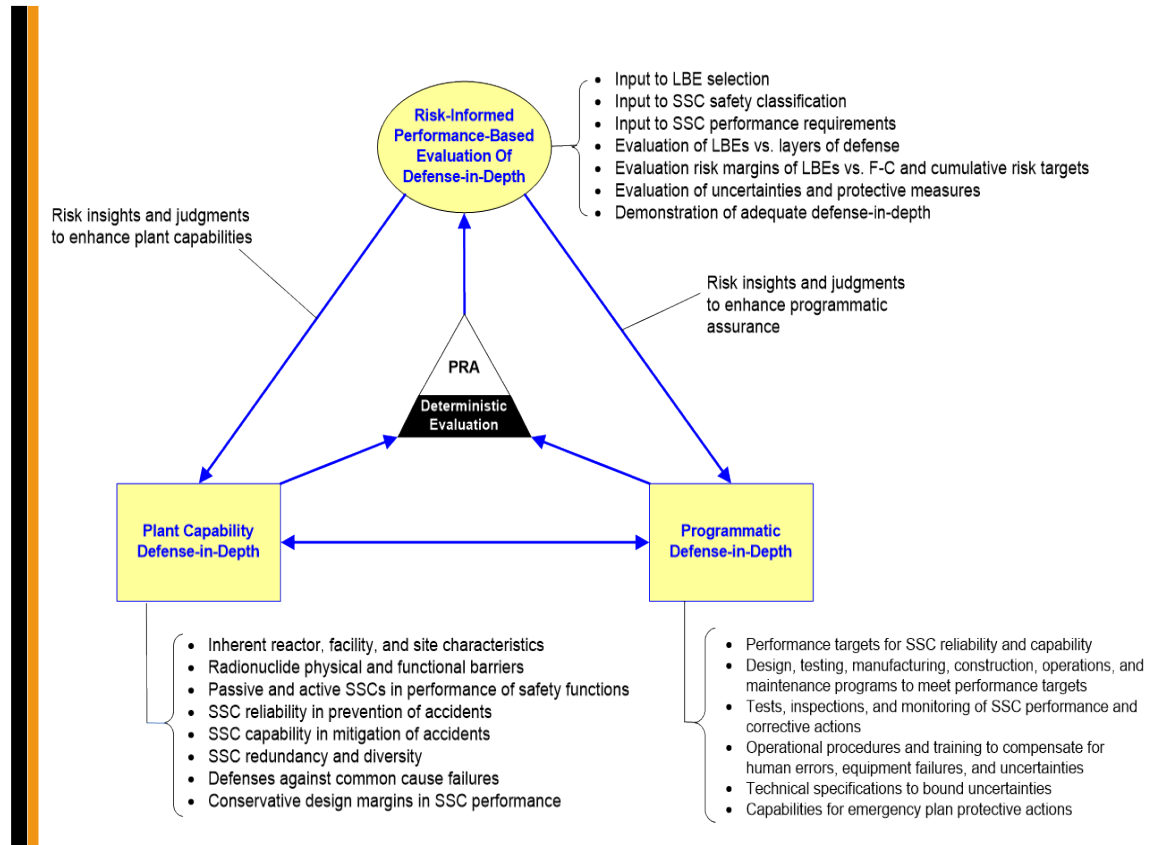 Risk-Informed
Performance-Based
Evaluation Of
Defense-in-Depth
• Input to LBE selection
• Input to SSC safety classification
• Input to SSC performance requirements
• Evaluation of LBEs vs. layers of defense
• Evaluation risk margins of LBEs vs. F-C and cumulative risk targets
• Evaluation of uncertainties and protective measures
• Demonstration of adequate defense-in-depth
Risk insights and judgments
to enhance plant capabilities
Risk insights and judgments
to enhance programmatic
assurance
PRA
Deterministic
Evaluation
Plant Capability
Defense-in-Depth
Programmatic
Defense-in-Depth
• Inherent reactor, facility, and site characteristics
• Radionuclide physical and functional barriers
• Passive and active SSCs in performance of safety functions
• SSC reliability in prevention of accidents
• SSC capability in mitigation of accidents
• SSC redundancy and diversity
• Defenses against common cause failures
• Conservative design margins in SSC performance
• Performance targets for SSC reliability and capability
• Design, testing, manufacturing, construction, operations, and
maintenance programs to meet performance targets
• Tests, inspections, and monitoring of SSC performance and
corrective actions
• Operational procedures and training to compensate for
human errors, equipment failures, and uncertainties
• Technical specifications to bound uncertainties
• Capabilities for emergency plan protective actions